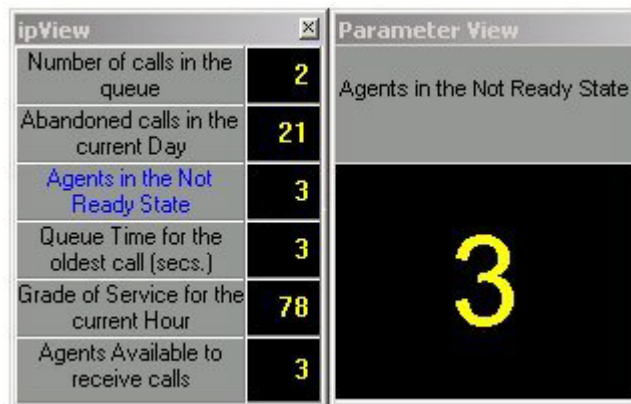 ipView
Number of calls in the
queue
2
Abandoned calls in the
current Day
21
Agents in the Not
Ready State
3
Queue Time for the
oldest call (secs.)
3
Grade of Service for the
current Hour
78
Agents Available to
receive calls
3
Parameter View
Agents in the Not Ready State
3